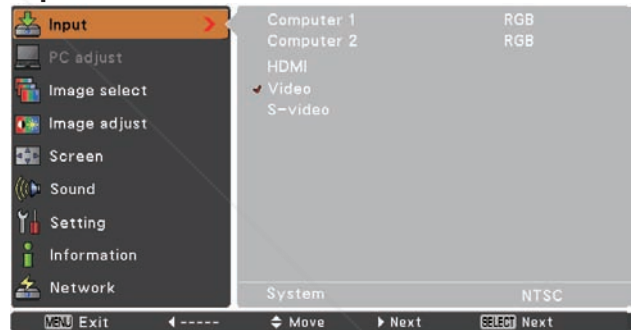 Input
PC adjust
Image select
Image adjust
Screen
Sound
Setting
Information
Network
Computer 1 RGB
Computer 2 RGB
HDMI
Video
S-video
System NTSC
MENU Exit ----- Move Next SELECT Next